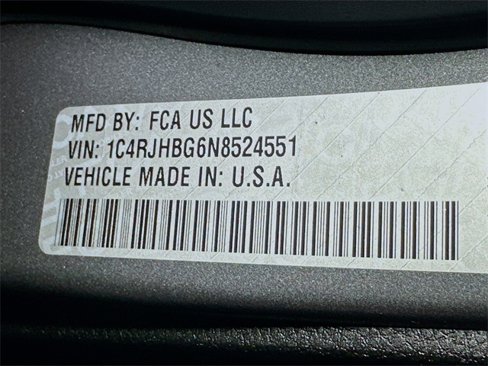 MFD BY: FCA US LLC
VIN: 1C4RJHBG6N8524551
VEHICLE MADE IN: U.S.A.